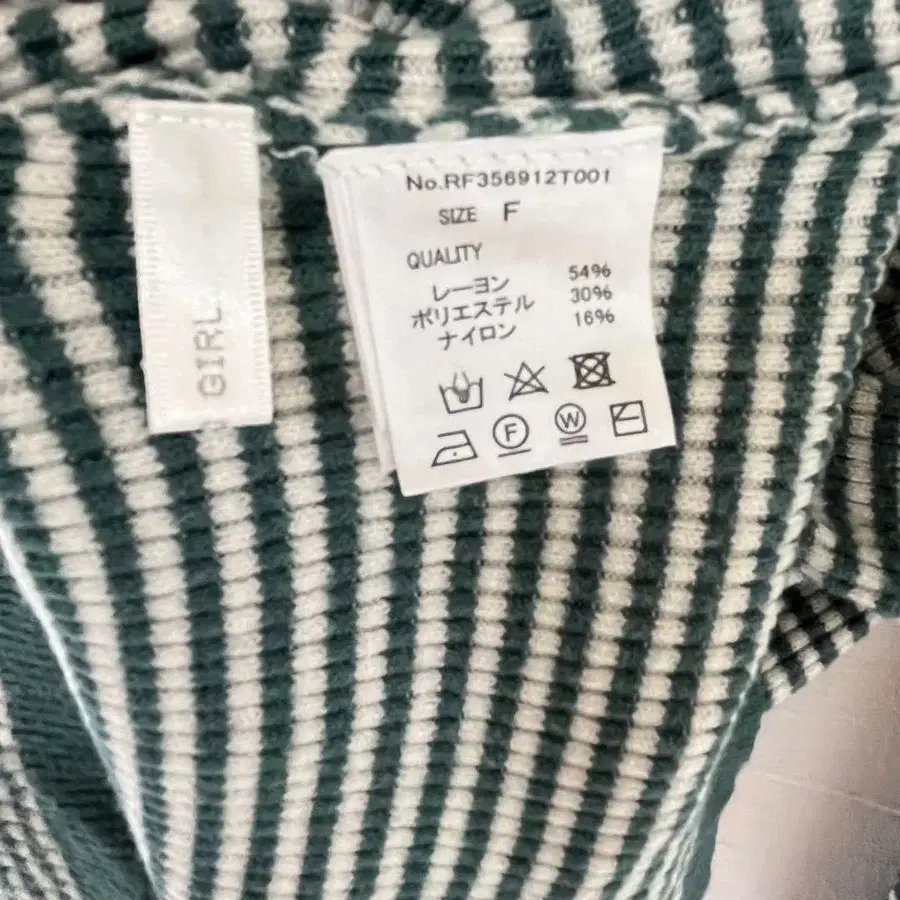 GIRL
No.RF356912T001
SIZE F
QUALITY
レーヨン 54%
ポリエステル 30%
ナイロン 16%
F W